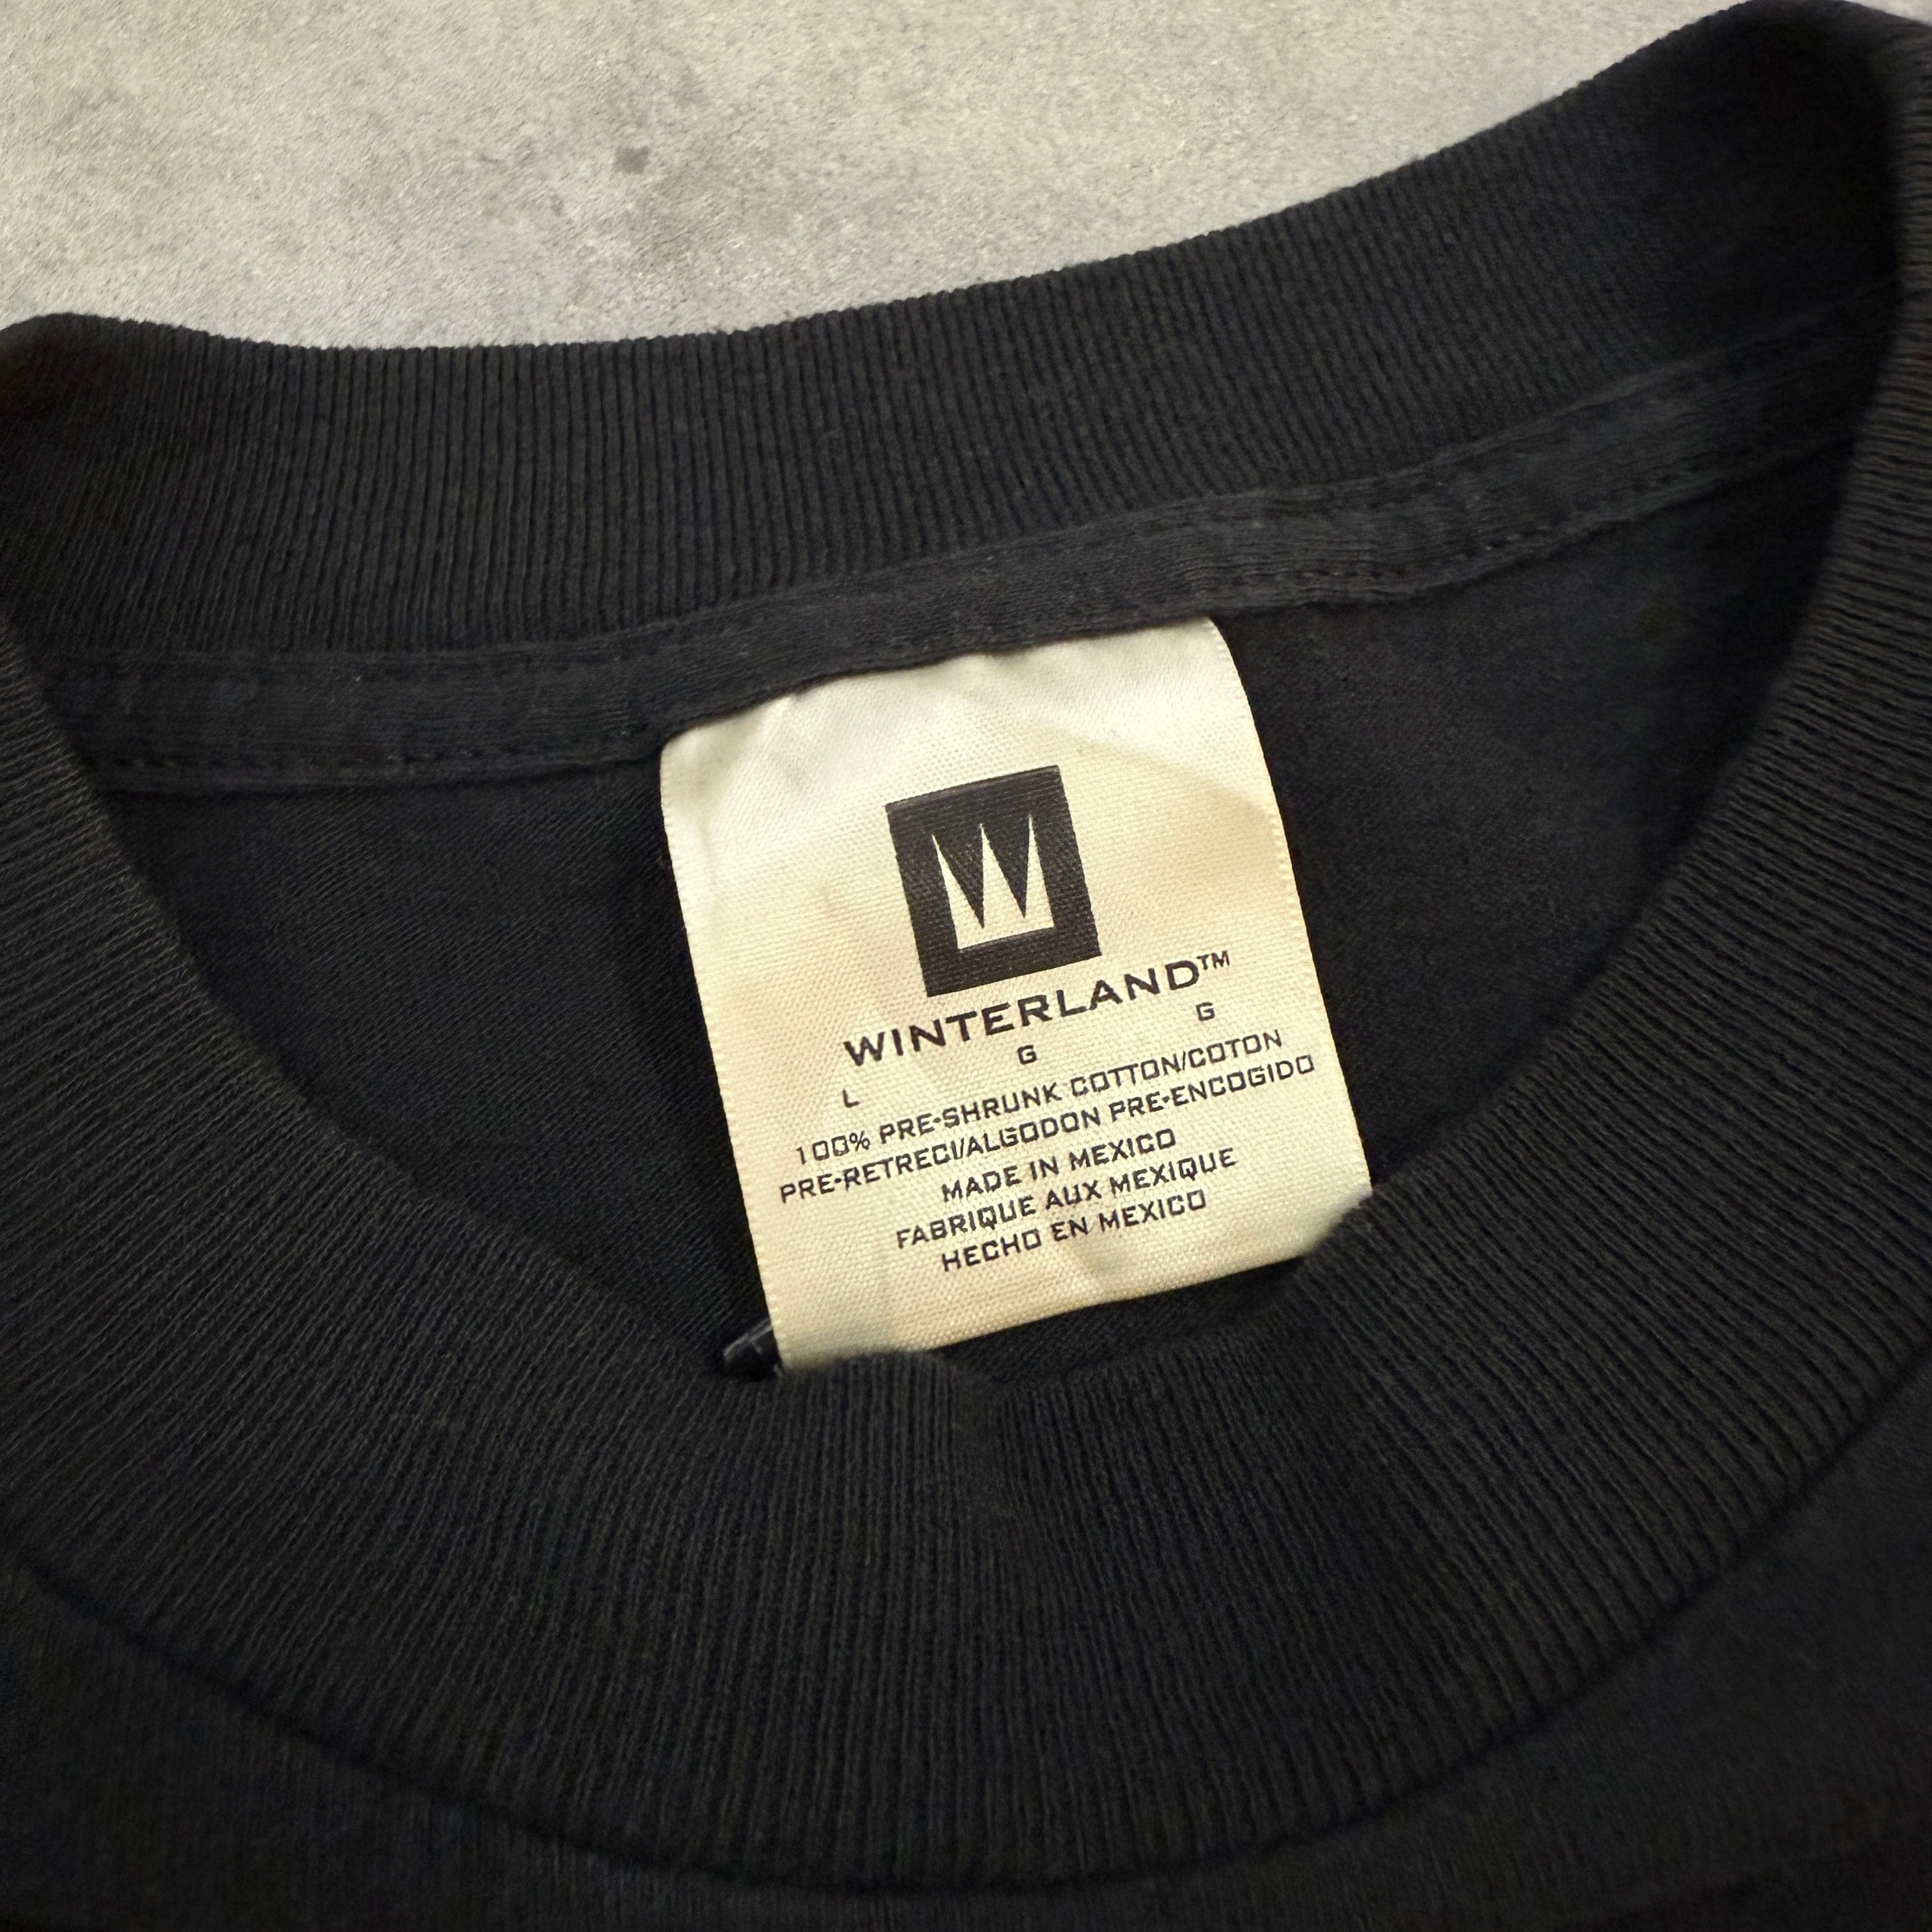 W
WINTERLAND™
L G G
100% PRE-SHRUNK COTTON/COTON
PRE-RETRECI/ALGODON PRE-ENCOGIDO
MADE IN MEXICO
FABRIQUE AUX MEXIQUE
HECHO EN MEXICO